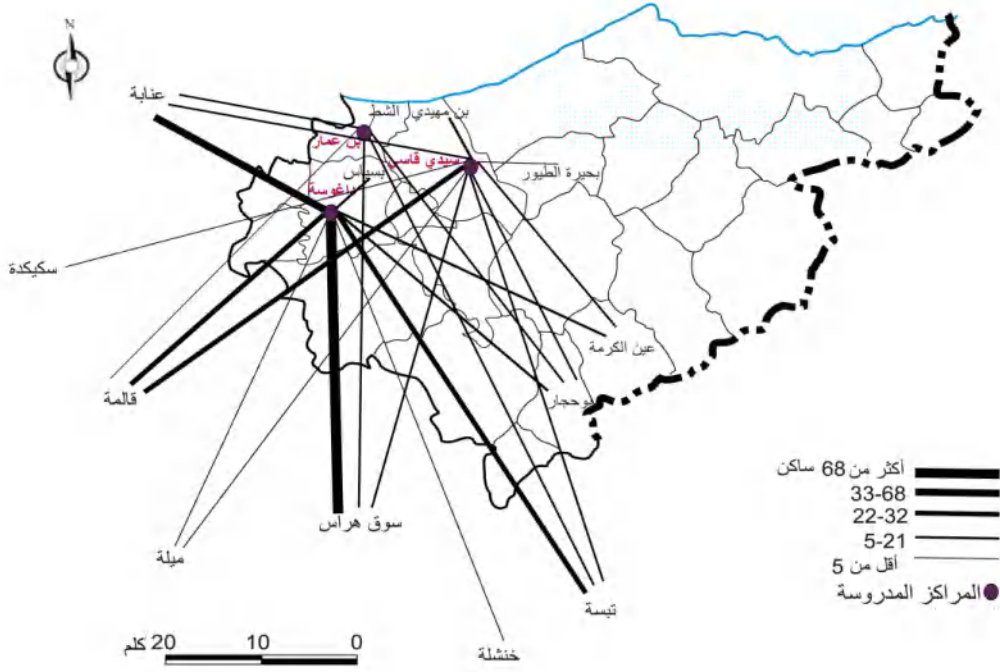 N
عنابة
بن مهيدي
الشط
بن عمار
سيدي قاسي
بسباس
بحيرة الطيور
داغوسة
سكيكدة
عين الكرمة
بوحجار
قالمة
سوق هراس
ميلة
تبسة
خنشلة
أكثر من 68 ساكن
33-68
22-32
5-21
أقل من 5
المراكز المدروسة
20 10 0 كلم